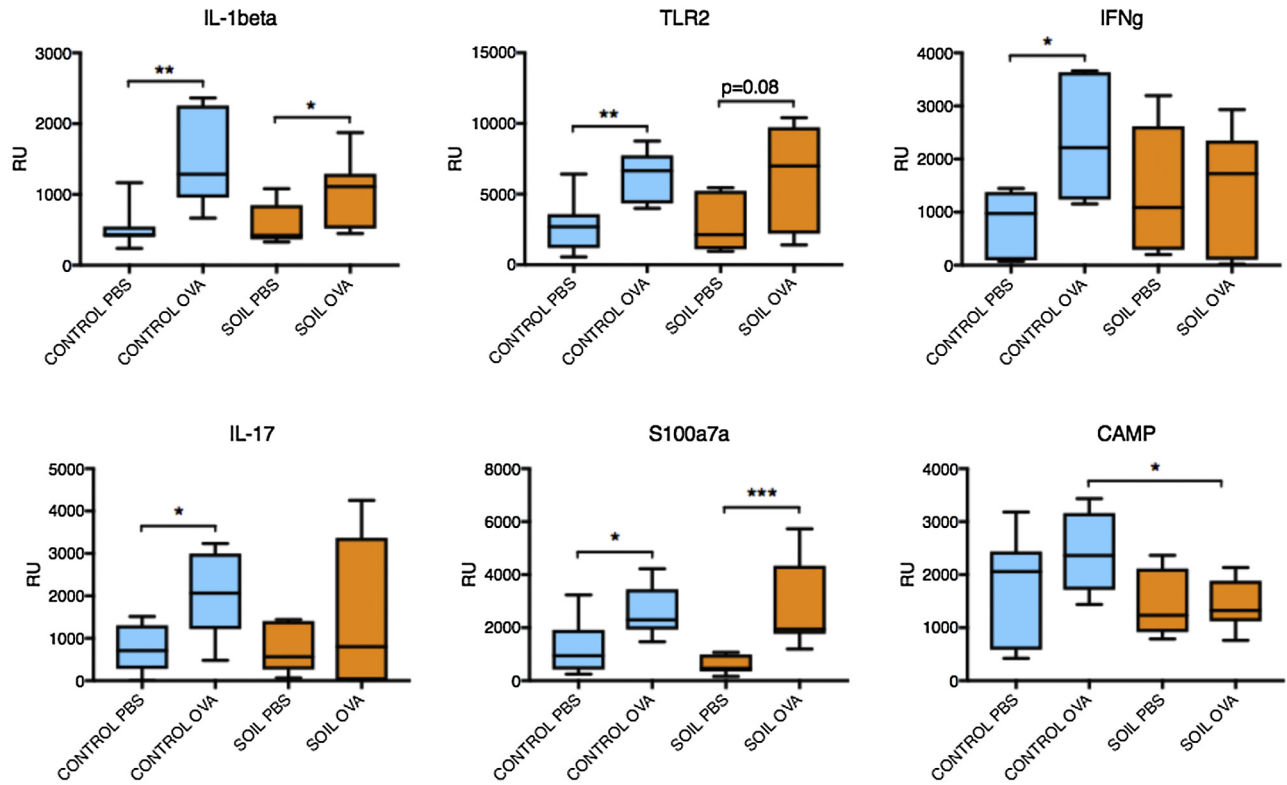 IL-1beta
3000
2000
1000
0
RU
**
*
CONTROL PBS
CONTROL OVA
SOIL PBS
SOIL OVA
TLR2
15000
10000
5000
0
RU
**
p=0.08
CONTROL PBS
CONTROL OVA
SOIL PBS
SOIL OVA
IFNg
4000
3000
2000
1000
0
RU
*
CONTROL PBS
CONTROL OVA
SOIL PBS
SOIL OVA
IL-17
5000
4000
3000
2000
1000
0
RU
*
CONTROL PBS
CONTROL OVA
SOIL PBS
SOIL OVA
S100a7a
8000
6000
4000
2000
0
RU
*
***
CONTROL PBS
CONTROL OVA
SOIL PBS
SOIL OVA
CAMP
4000
3000
2000
1000
0
RU
*
CONTROL PBS
CONTROL OVA
SOIL PBS
SOIL OVA